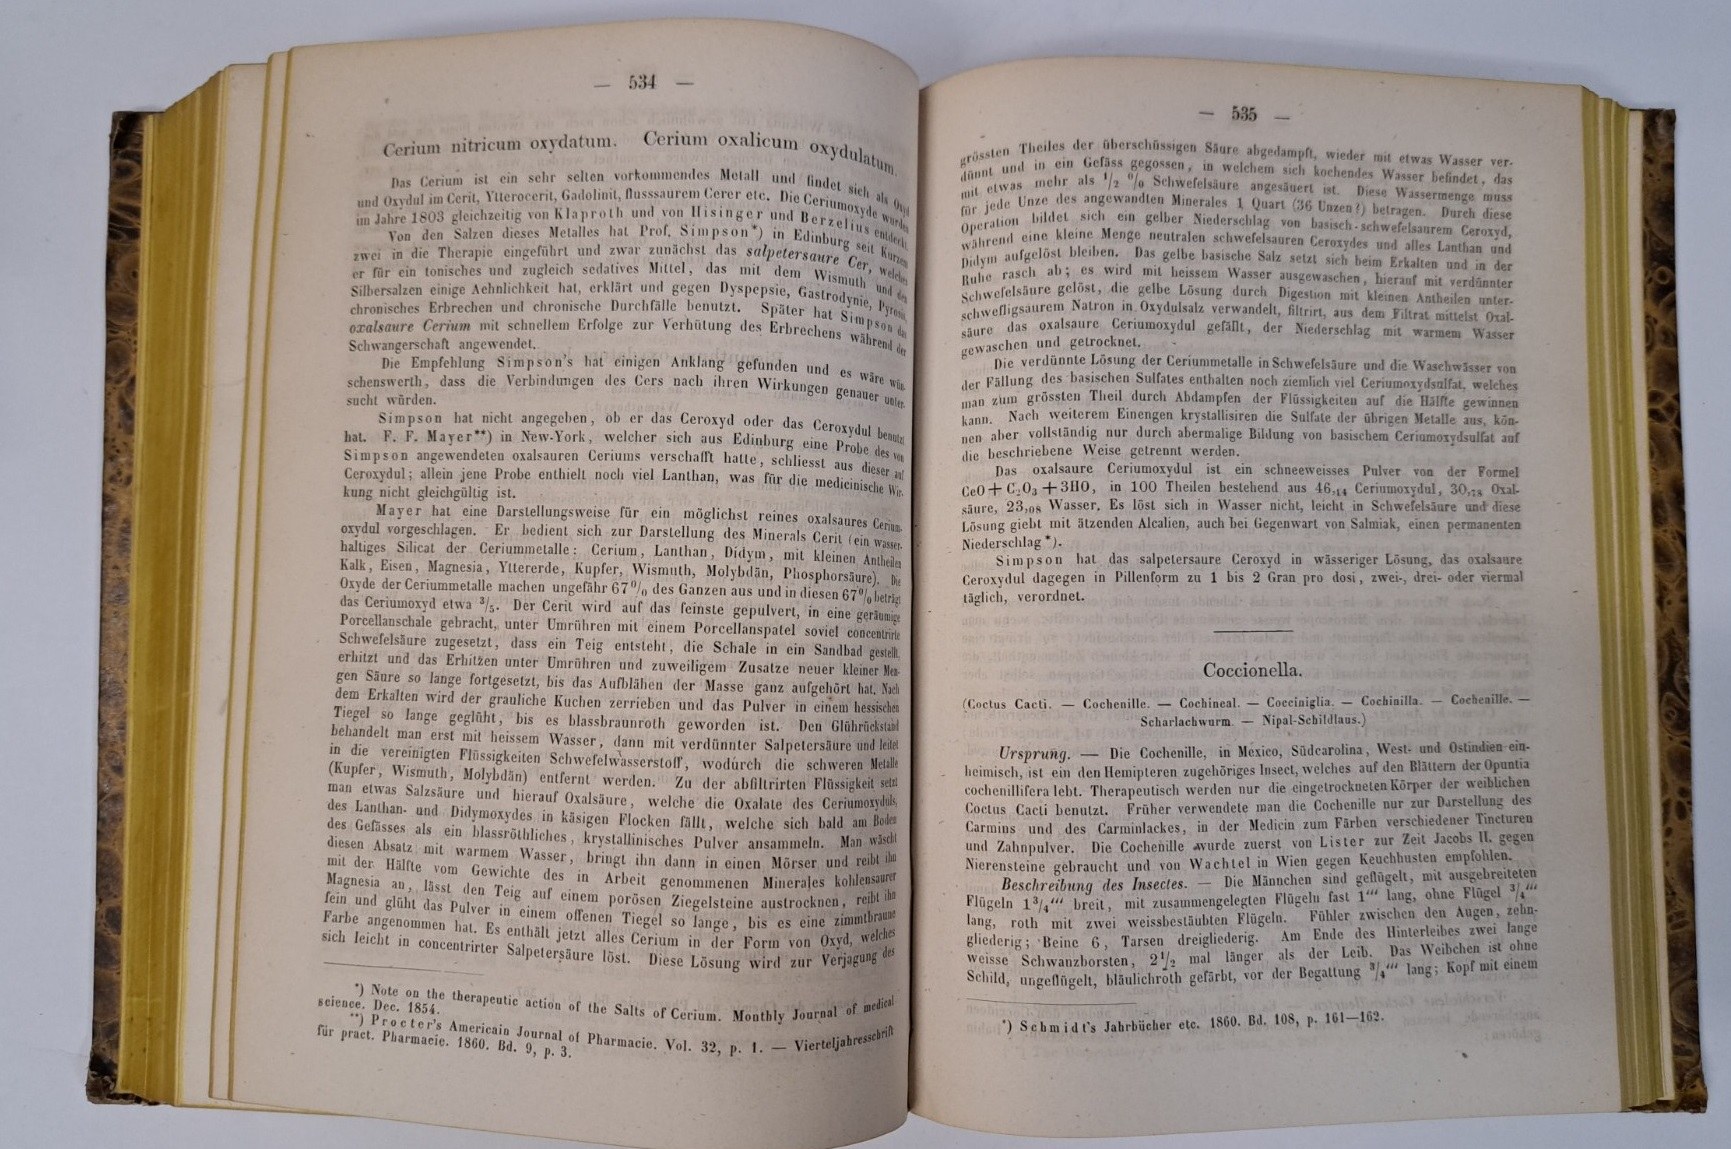 — 534 —
Cerium nitricum oxydatum. Cerium oxalicum oxydulatum.
Das Cerium ist ein sehr selten vorkommendes Metall und findet sich als Oxyd
und Oxydul im Cerit, Ytterocerit, Gadolinit, flusssaurem Cerer etc. Die Ceriumoxyde wurden
im Jahre 1803 gleichzeitig von Klaproth und von Hisinger und Berzelius entdeckt.
Von den Salzen dieses Metalles hat Prof. Simpson*) in Edinburg seit Kurzem
zwei in die Therapie eingeführt und zwar zunächst das salpetersaure Cer, welches
er für ein tonisches und zugleich sedatives Mittel, das mit dem Wismuth und den
Silbersalzen einige Aehnlichkeit hat, erklärt und gegen Dyspepsie, Gastrodynie, Pyrosis,
chronisches Erbrechen und chronische Durchfälle benutzt. Später hat Simpson das
oxalsaure Cerium mit schnellem Erfolge zur Verhütung des Erbrechens während der
Schwangerschaft angewendet.
Die Empfehlung Simpson's hat einigen Anklang gefunden und es wäre wün-
schenswerth, dass die Verbindungen des Cers nach ihren Wirkungen genauer unter-
sucht würden.
Simpson hat nicht angegeben, ob er das Ceroxyd oder das Ceroxydul benutzt
hat. F. F. Mayer**) in New-York, welcher sich aus Edinburg eine Probe des von
Simpson angewendeten oxalsauren Ceriums verschafft hatte, schliesst aus dieser auf
Ceroxydul; allein jene Probe enthielt noch viel Lanthan, was für die medicinische Wir-
kung nicht gleichgültig ist.
Mayer hat eine Darstellungsweise für ein möglichst reines oxalsaures Cerium-
oxydul vorgeschlagen. Er bedient sich zur Darstellung des Minerals Cerit (ein wasser-
haltiges Silicat der Ceriummetalle: Cerium, Lanthan, Didym, mit kleinen Antheilen
Kalk, Eisen, Magnesia, Yttererde, Kupfer, Wismuth, Molybdän, Phosphorsäure). Die
Oxyde der Ceriummetalle machen ungefähr 67% des Ganzen aus und in diesen 67% beträgt
das Ceriumoxyd etwa 3/5. Der Cerit wird auf das feinste gepulvert, in eine geräumige
Porcellanschale gebracht, unter Umrühren mit einem Porcellanspatel soviel concentrirte
Schwefelsäure zugesetzt, dass ein Teig entsteht, die Schale in ein Sandbad gestellt,
erhitzt und das Erhitzen unter Umrühren und zuweiligem Zusatze neuer kleiner Men-
gen Säure so lange fortgesetzt, bis das Aufblähen der Masse ganz aufgehört hat. Nach
dem Erkalten wird der grauliche Kuchen zerrieben und das Pulver in einem hessischen
Tiegel so lange geglüht, bis es blassbraunroth geworden ist. Den Glührückstand
behandelt man erst mit heissem Wasser, dann mit verdünnter Salpetersäure und leitet
in die vereinigten Flüssigkeiten Schwefelwasserstoff, wodurch die schweren Metalle
(Kupfer, Wismuth, Molybdän) entfernt werden. Zu der abfiltrirten Flüssigkeit setzt
man etwas Salzsäure und hierauf Oxalsäure, welche die Oxalate des Ceriumoxyduls,
des Lanthan- und Didymoxydes in käsigen Flocken fällt, welche sich bald am Boden
des Gefässes als ein blassröthliches, krystallinisches Pulver ansammeln. Man wäscht
diesen Absatz mit warmem Wasser, bringt ihn dann in einen Mörser und reibt ihn
mit der Hälfte vom Gewichte des in Arbeit genommenen Minerales kohlensaurer
Magnesia an, lässt den Teig auf einem porösen Ziegelsteine austrocknen, reibt ihn
fein und glüht das Pulver in einem offenen Tiegel so lange, bis es eine zimmtbraune
Farbe angenommen hat. Es enthält jetzt alles Cerium in der Form von Oxyd, welches
sich leicht in concentrirter Salpetersäure löst. Diese Lösung wird zur Verjagung des
*) Note on the therapeutic action of the Salts of Cerium. Monthly Journal of medical
science. Dec. 1854.
**) Procter's Americain Journal of Pharmacie. Vol. 32, p. 1. — Vierteljahresschrift
für pract. Pharmacie. 1860. Bd. 9, p. 3.
— 535 —
grössten Theiles der überschüssigen Säure abgedampft, wieder mit etwas Wasser ver-
dünnt und in ein Gefäss gegossen, in welchem sich kochendes Wasser befindet, das
mit etwas mehr als 1/2 % Schwefelsäure angesäuert ist. Diese Wassermenge muss
für jede Unze des angewandten Minerales 1 Quart (36 Unzen?) betragen. Durch diese
Operation bildet sich ein gelber Niederschlag von basisch-schwefelsaurem Ceroxyd,
während eine kleine Menge neutralen schwefelsauren Ceroxydes und alles Lanthan und
Didym aufgelöst bleiben. Das gelbe basische Salz setzt sich beim Erkalten und in der
Ruhe rasch ab; es wird mit heissem Wasser ausgewaschen, hierauf mit verdünnter
Schwefelsäure gelöst, die gelbe Lösung durch Digestion mit kleinen Antheilen unter-
schwefligsaurem Natron in Oxydulsalz verwandelt, filtrirt, aus dem Filtrat mittelst Oxal-
säure das oxalsaure Ceriumoxydul gefällt, der Niederschlag mit warmem Wasser
gewaschen und getrocknet.
Die verdünnte Lösung der Ceriummetalle in Schwefelsäure und die Waschwässer von
der Fällung des basischen Sulfates enthalten noch ziemlich viel Ceriumoxydsulfat, welches
man zum grössten Theil durch Abdampfen der Flüssigkeiten auf die Hälfte gewinnen
kann. Nach weiterem Einengen krystallisiren die Sulfate der übrigen Metalle aus, kön-
nen aber vollständig nur durch abermalige Bildung von basischem Ceriumoxydsulfat auf
die beschriebene Weise getrennt werden.
Das oxalsaure Ceriumoxydul ist ein schneeweisses Pulver von der Formel
CeO + C2O3 + 3HO, in 100 Theilen bestehend aus 46,14 Ceriumoxydul, 30,78 Oxal-
säure, 23,08 Wasser. Es löst sich in Wasser nicht, leicht in Schwefelsäure und diese
Lösung giebt mit ätzenden Alcalien, auch bei Gegenwart von Salmiak, einen permanenten
Niederschlag*).
Simpson hat das salpetersaure Ceroxyd in wässeriger Lösung, das oxalsaure
Ceroxydul dagegen in Pillenform zu 1 bis 2 Gran pro dosi, zwei-, drei- oder viermal
täglich, verordnet.
Coccionella.
(Coctus Cacti. — Cochenille. — Cochineal. — Cocciniglia. — Cochinilla. — Cochenille. —
Scharlachwurm. — Nipal-Schildlaus.)
Ursprung. — Die Cochenille, in Mexico, Südcarolina, West- und Ostindien ein-
heimisch, ist ein den Hemipteren zugehöriges Insect, welches auf den Blättern der Opuntia
cochenillifera lebt. Therapeutisch werden nur die eingetrockneten Körper der weiblichen
Coctus Cacti benutzt. Früher verwendete man die Cochenille nur zur Darstellung des
Carmins und des Carminlackes, in der Medicin zum Färben verschiedener Tincturen
und Zahnpulver. Die Cochenille wurde zuerst von Lister zur Zeit Jacobs II. gegen
Nierensteine gebraucht und von Wachtel in Wien gegen Keuchhusten empfohlen.
Beschreibung des Insectes. — Die Männchen sind geflügelt, mit ausgebreiteten
Flügeln 1 3/4''' breit, mit zusammengelegten Flügeln fast 1''' lang, ohne Flügel 3/4'''
lang, roth mit zwei weissbestäubten Flügeln. Fühler zwischen den Augen, zehn-
gliederig; Beine 6, Tarsen dreigliederig. Am Ende des Hinterleibes zwei lange
weisse Schwanzborsten, 2 1/2 mal länger als der Leib. Das Weibchen ist ohne
Schild, ungeflügelt, bläulichroth gefärbt, vor der Begattung 3/4''' lang; Kopf mit einem
*) Schmidt's Jahrbücher etc. 1860. Bd. 108, p. 161—162.